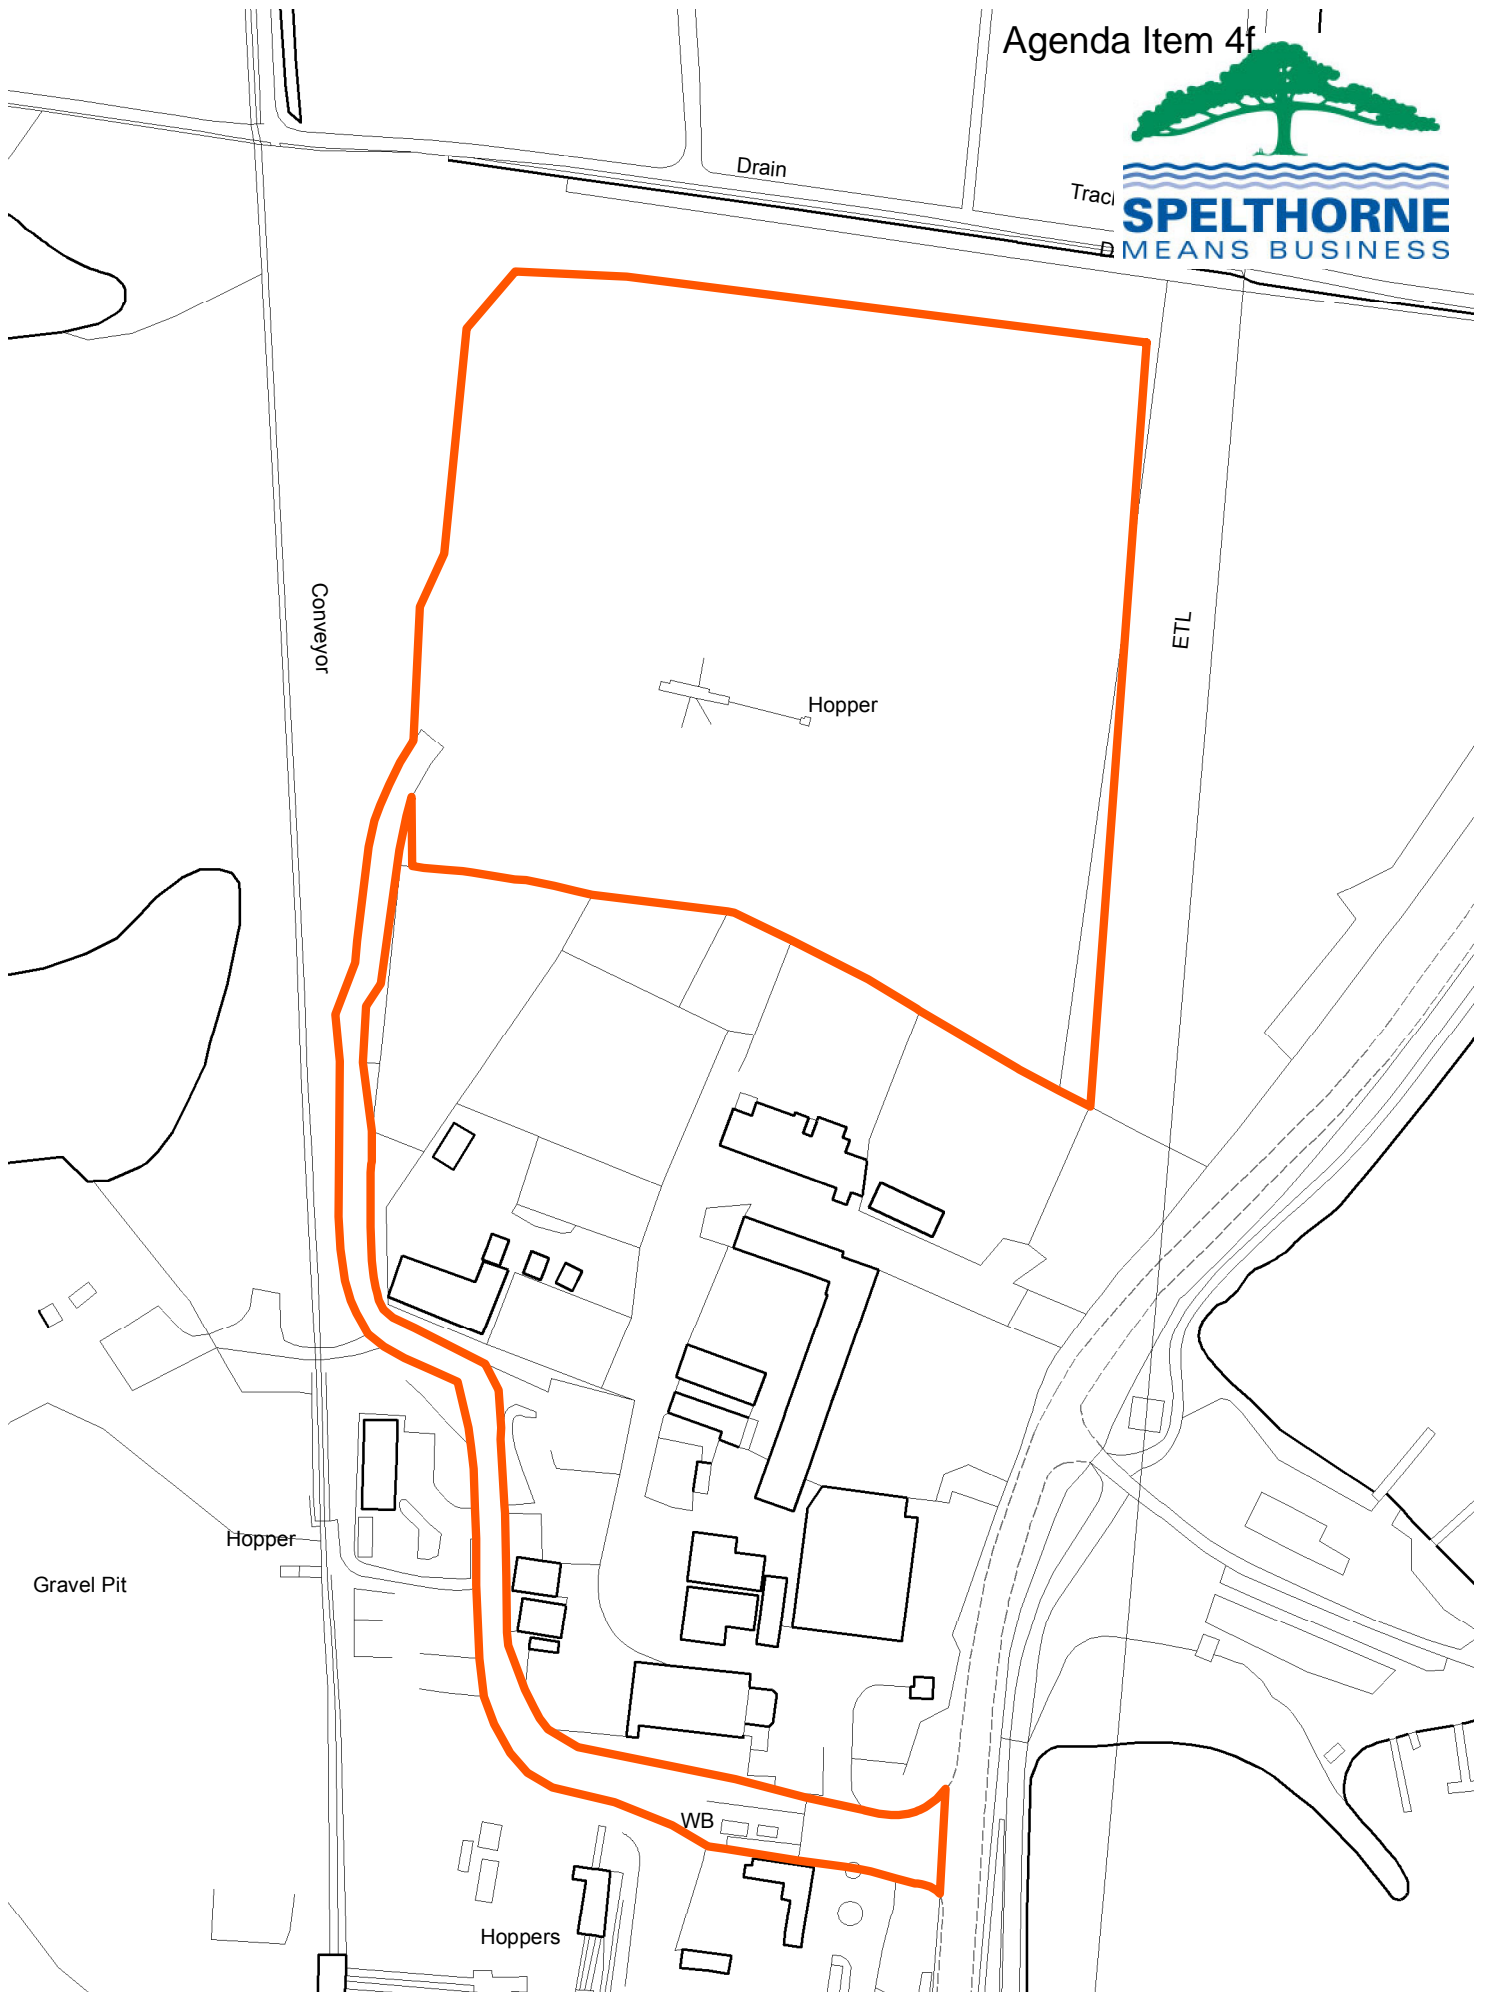 Agenda Item 4f
Drain
SPELTHORNE
MEANS BUSINESS
Conveyor
ETL
Hopper
Hopper
Gravel Pit
WB
Hoppers